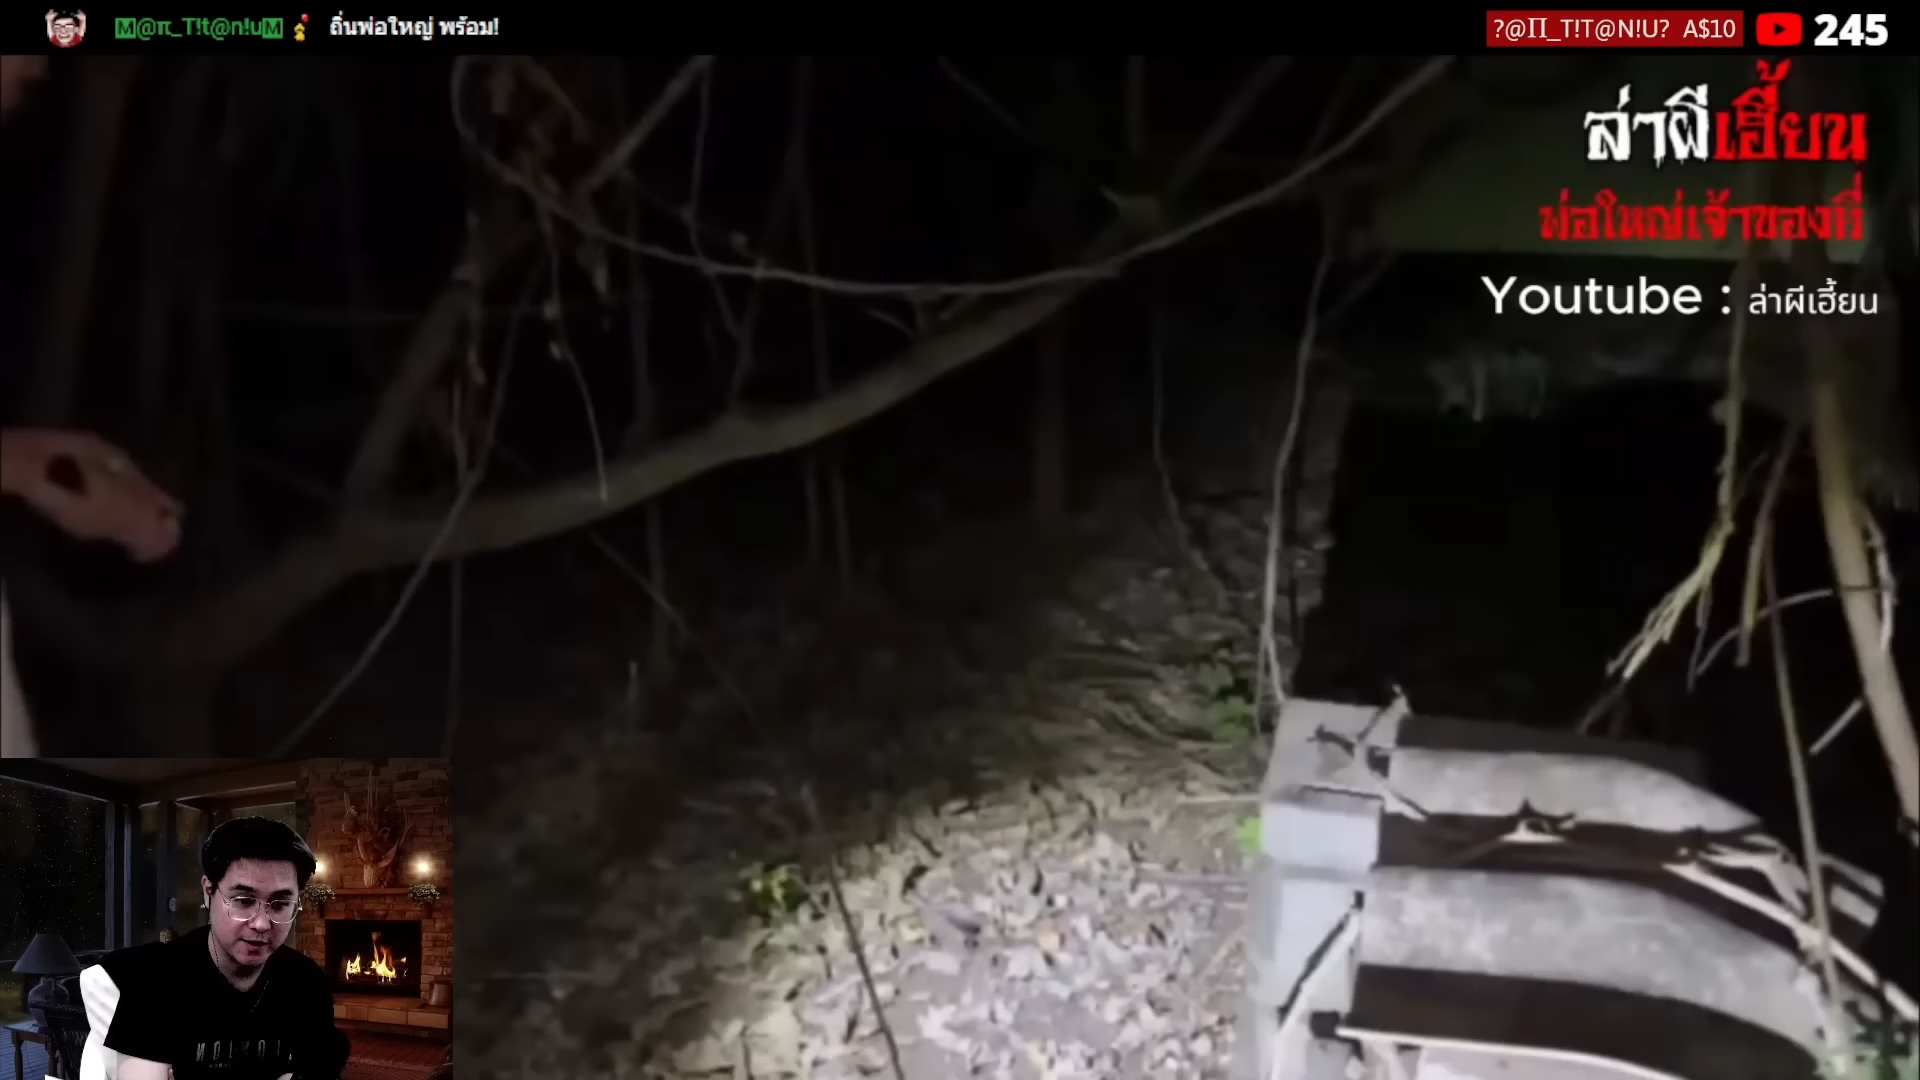 M@π_T!t@n!uM ถิ่นพ่อใหญ่ พร้อม!
?@Π_T!T@N!U? A$10 245
ล่าผีเฮี้ยน
พ่อใหญ่เจ้าของที่
Youtube : ล่าผีเฮี้ยน